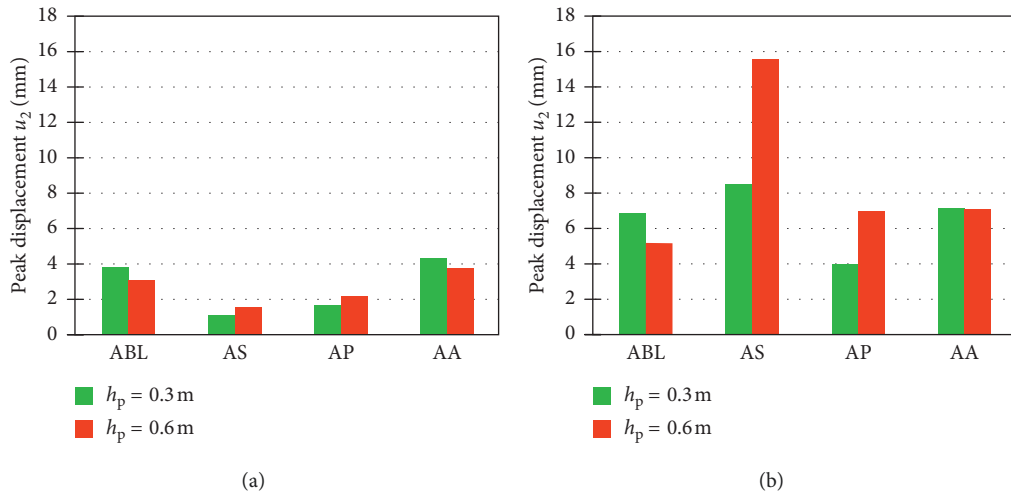 Peak displacement u₂ (mm)
18
16
14
12
10
8
6
4
2
0
ABL AS AP AA
hₚ = 0.3 m
hₚ = 0.6 m
(a)
Peak displacement u₂ (mm)
18
16
14
12
10
8
6
4
2
0
ABL AS AP AA
hₚ = 0.3 m
hₚ = 0.6 m
(b)